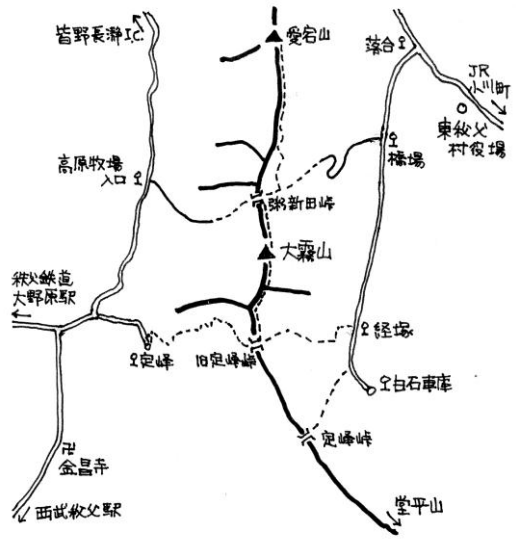 皆野長瀞I.C.
愛宕山
落合
JR
小川町
東秩父
村役場
高原牧場
入口
橋場
粥新田峠
大霧山
秩父鉄道
大野原駅
定峰
旧定峰峠
経塚
白石車庫
定峰峠
金昌寺
西武秩父駅
堂平山